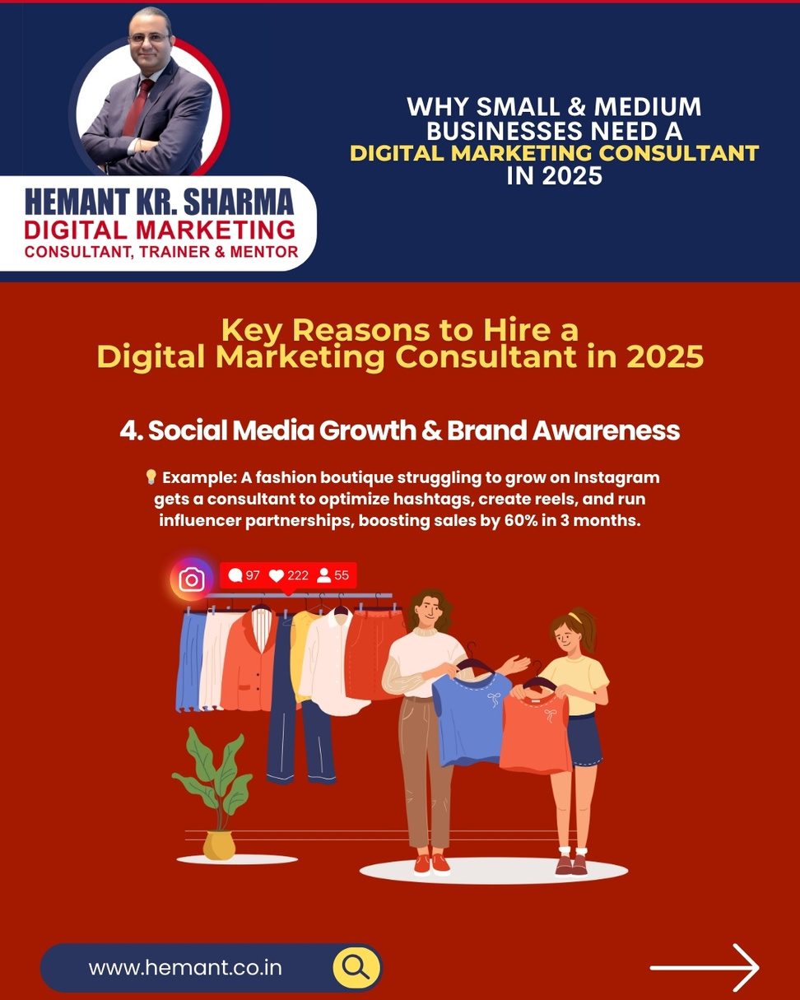 WHY SMALL & MEDIUM
BUSINESSES NEED A
DIGITAL MARKETING CONSULTANT
IN 2025
HEMANT KR. SHARMA
DIGITAL MARKETING
CONSULTANT, TRAINER & MENTOR
Key Reasons to Hire a
Digital Marketing Consultant in 2025
4. Social Media Growth & Brand Awareness
💡 Example: A fashion boutique struggling to grow on Instagram
gets a consultant to optimize hashtags, create reels, and run
influencer partnerships, boosting sales by 60% in 3 months.
97 222 55
www.hemant.co.in